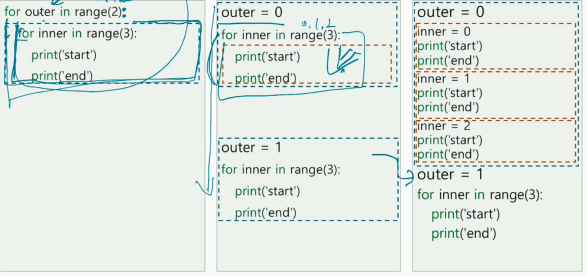 for outer in range(2):
for inner in range(3):
print('start')
print('end')
outer = 0
0, 1, 2
for inner in range(3):
print('start')
print('end')
outer = 1
for inner in range(3):
print('start')
print('end')
outer = 0
inner = 0
print('start')
print('end')
inner = 1
print('start')
print('end')
inner = 2
print('start')
print('end')
outer = 1
for inner in range(3):
print('start')
print('end')